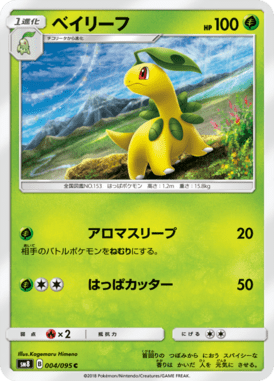 1進化
ベイリーフ
HP 100
チコリータから進化
全国図鑑NO.153 はっぱポケモン 高さ:1.2m 重さ:15.8kg
アロマスリープ 20
相手のバトルポケモンをねむりにする。
はっぱカッター 50
弱点 ×2 抵抗力 にげる
Illus. Kagemaru Himeno
首回りの つぼみから におう スパイシーな
香りが かいだ 人を 元気に させる。
sm8 D 004/095 C
©2018 Pokémon/Nintendo/Creatures/GAME FREAK.